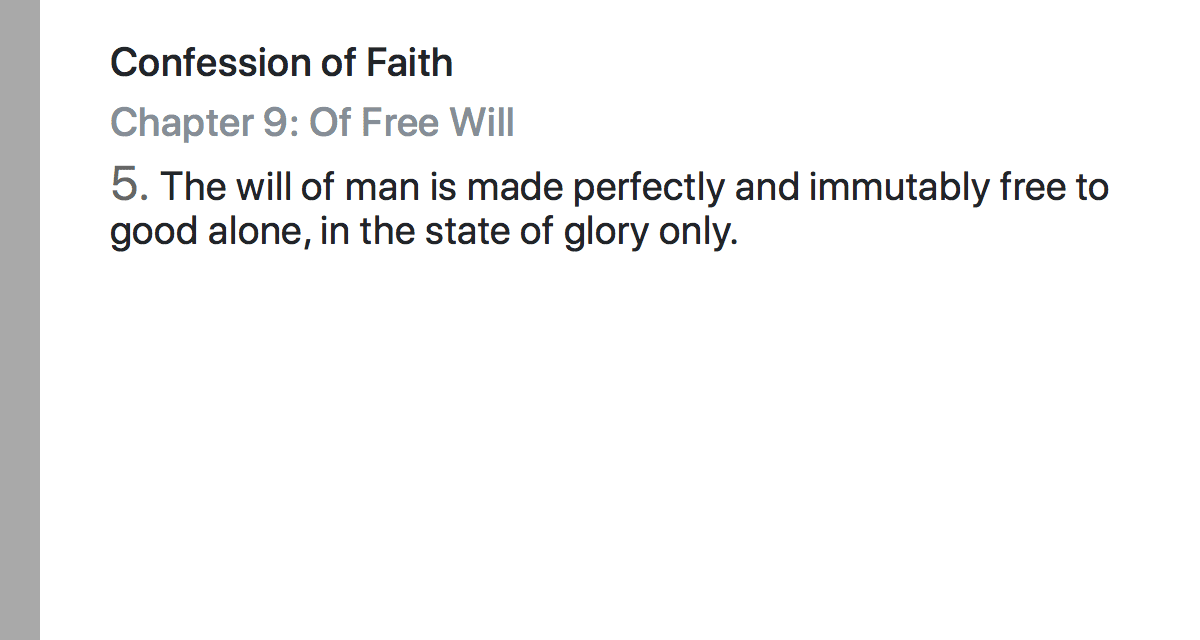 Confession of Faith
Chapter 9: Of Free Will
5. The will of man is made perfectly and immutably free to
good alone, in the state of glory only.